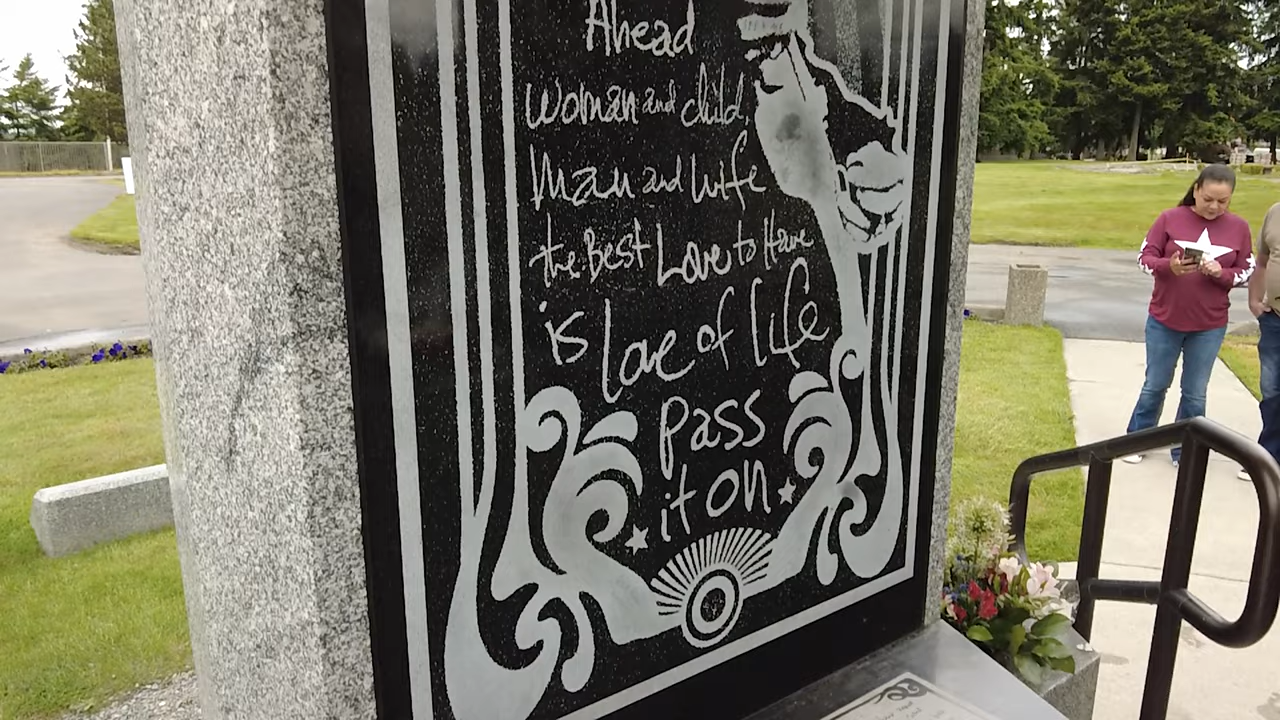 Ahead
Woman and child,
Man and Wife
the Best Love to Have
is love of life
pass
it on